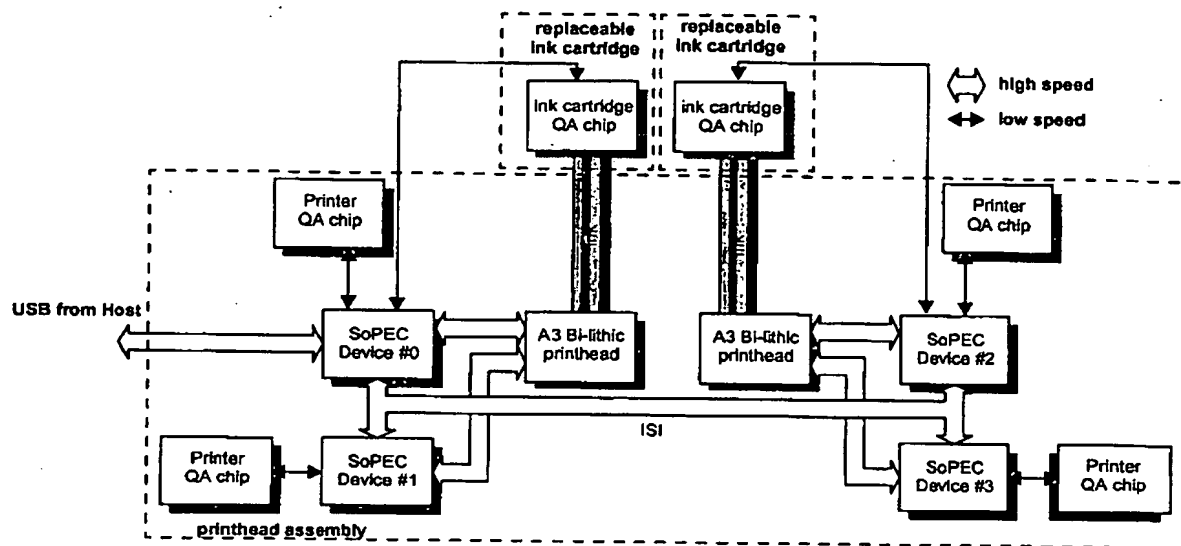 replaceable
ink cartridge
replaceable
ink cartridge
Ink cartridge
QA chip
ink cartridge
QA chip
high speed
low speed
Printer
QA chip
Printer
QA chip
USB from Host
SoPEC
Device #0
A3 Bi-lithic
printhead
A3 Bi-lithic
printhead
SoPEC
Device #2
ISI
Printer
QA chip
SoPEC
Device #1
SoPEC
Device #3
Printer
QA chip
printhead assembly